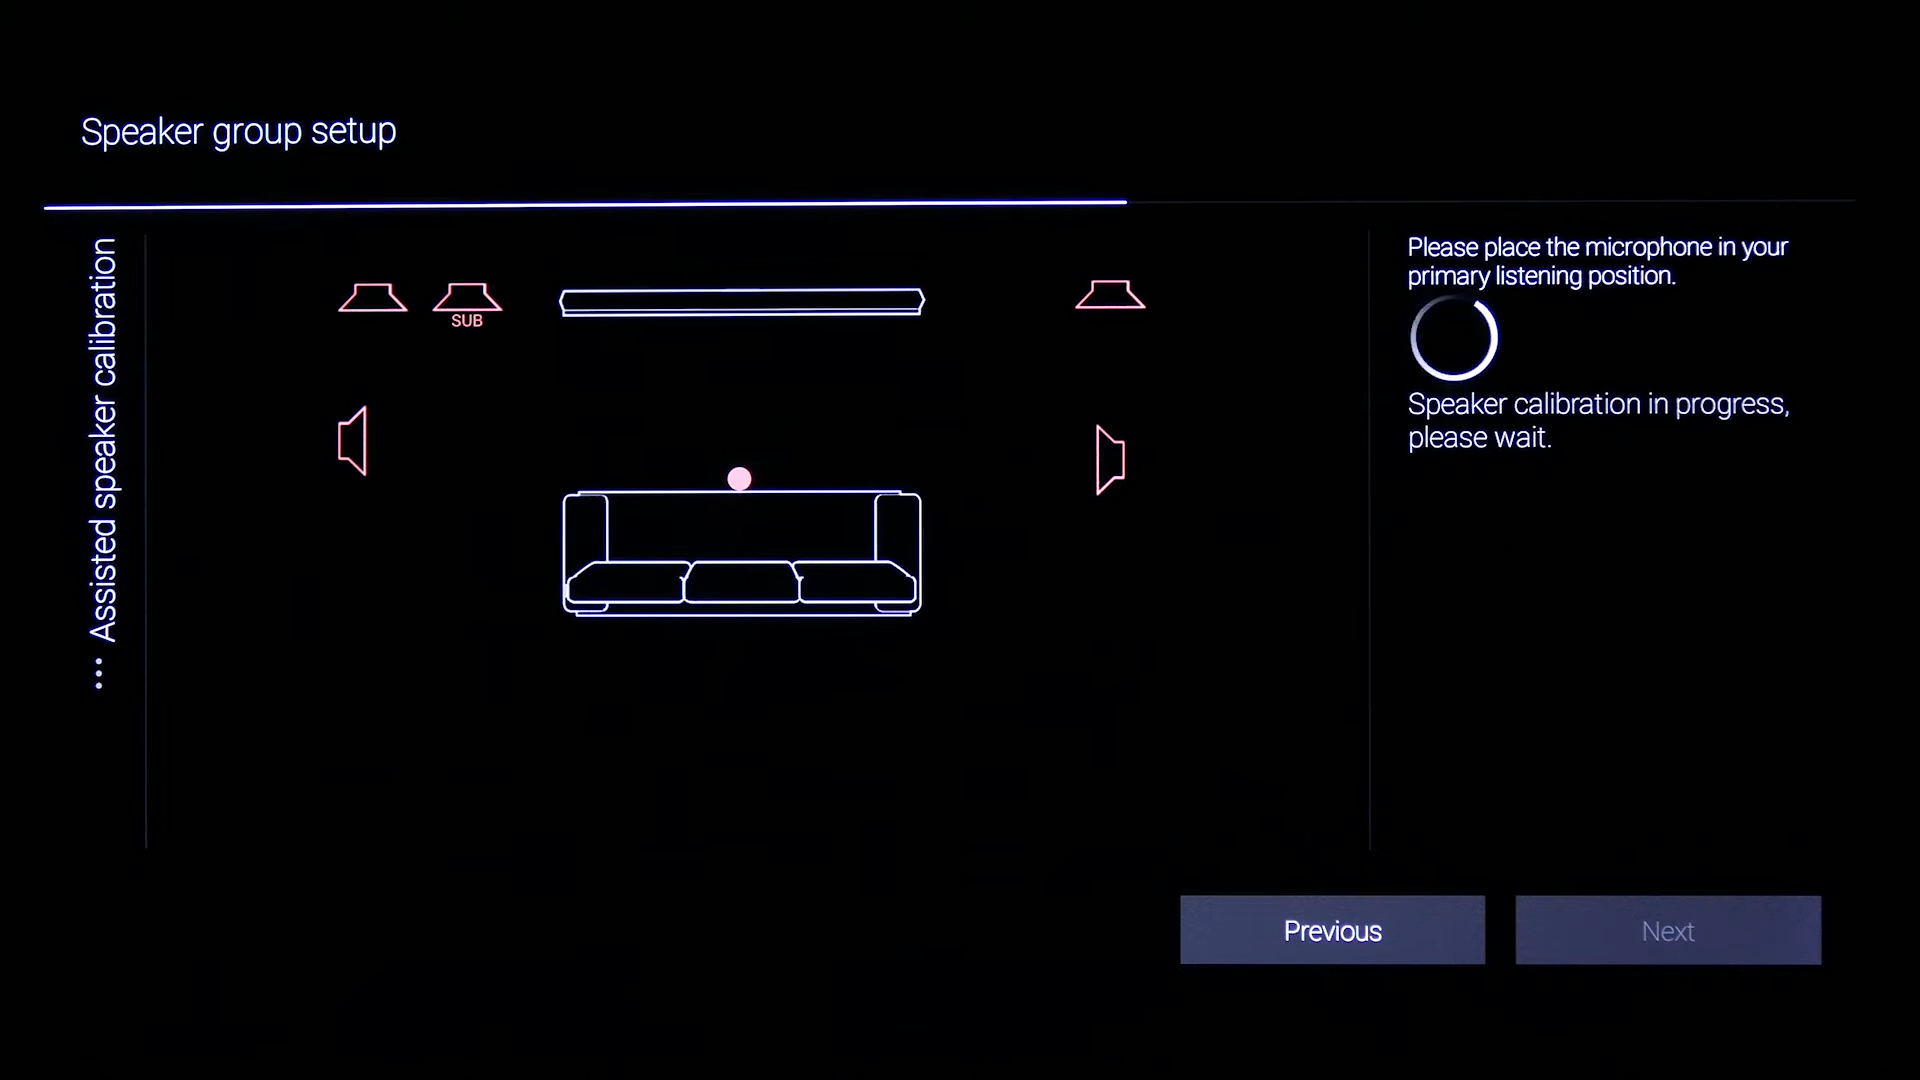 Speaker group setup
Assisted speaker calibration
SUB
Please place the microphone in your
primary listening position.
Speaker calibration in progress,
please wait.
Previous
Next